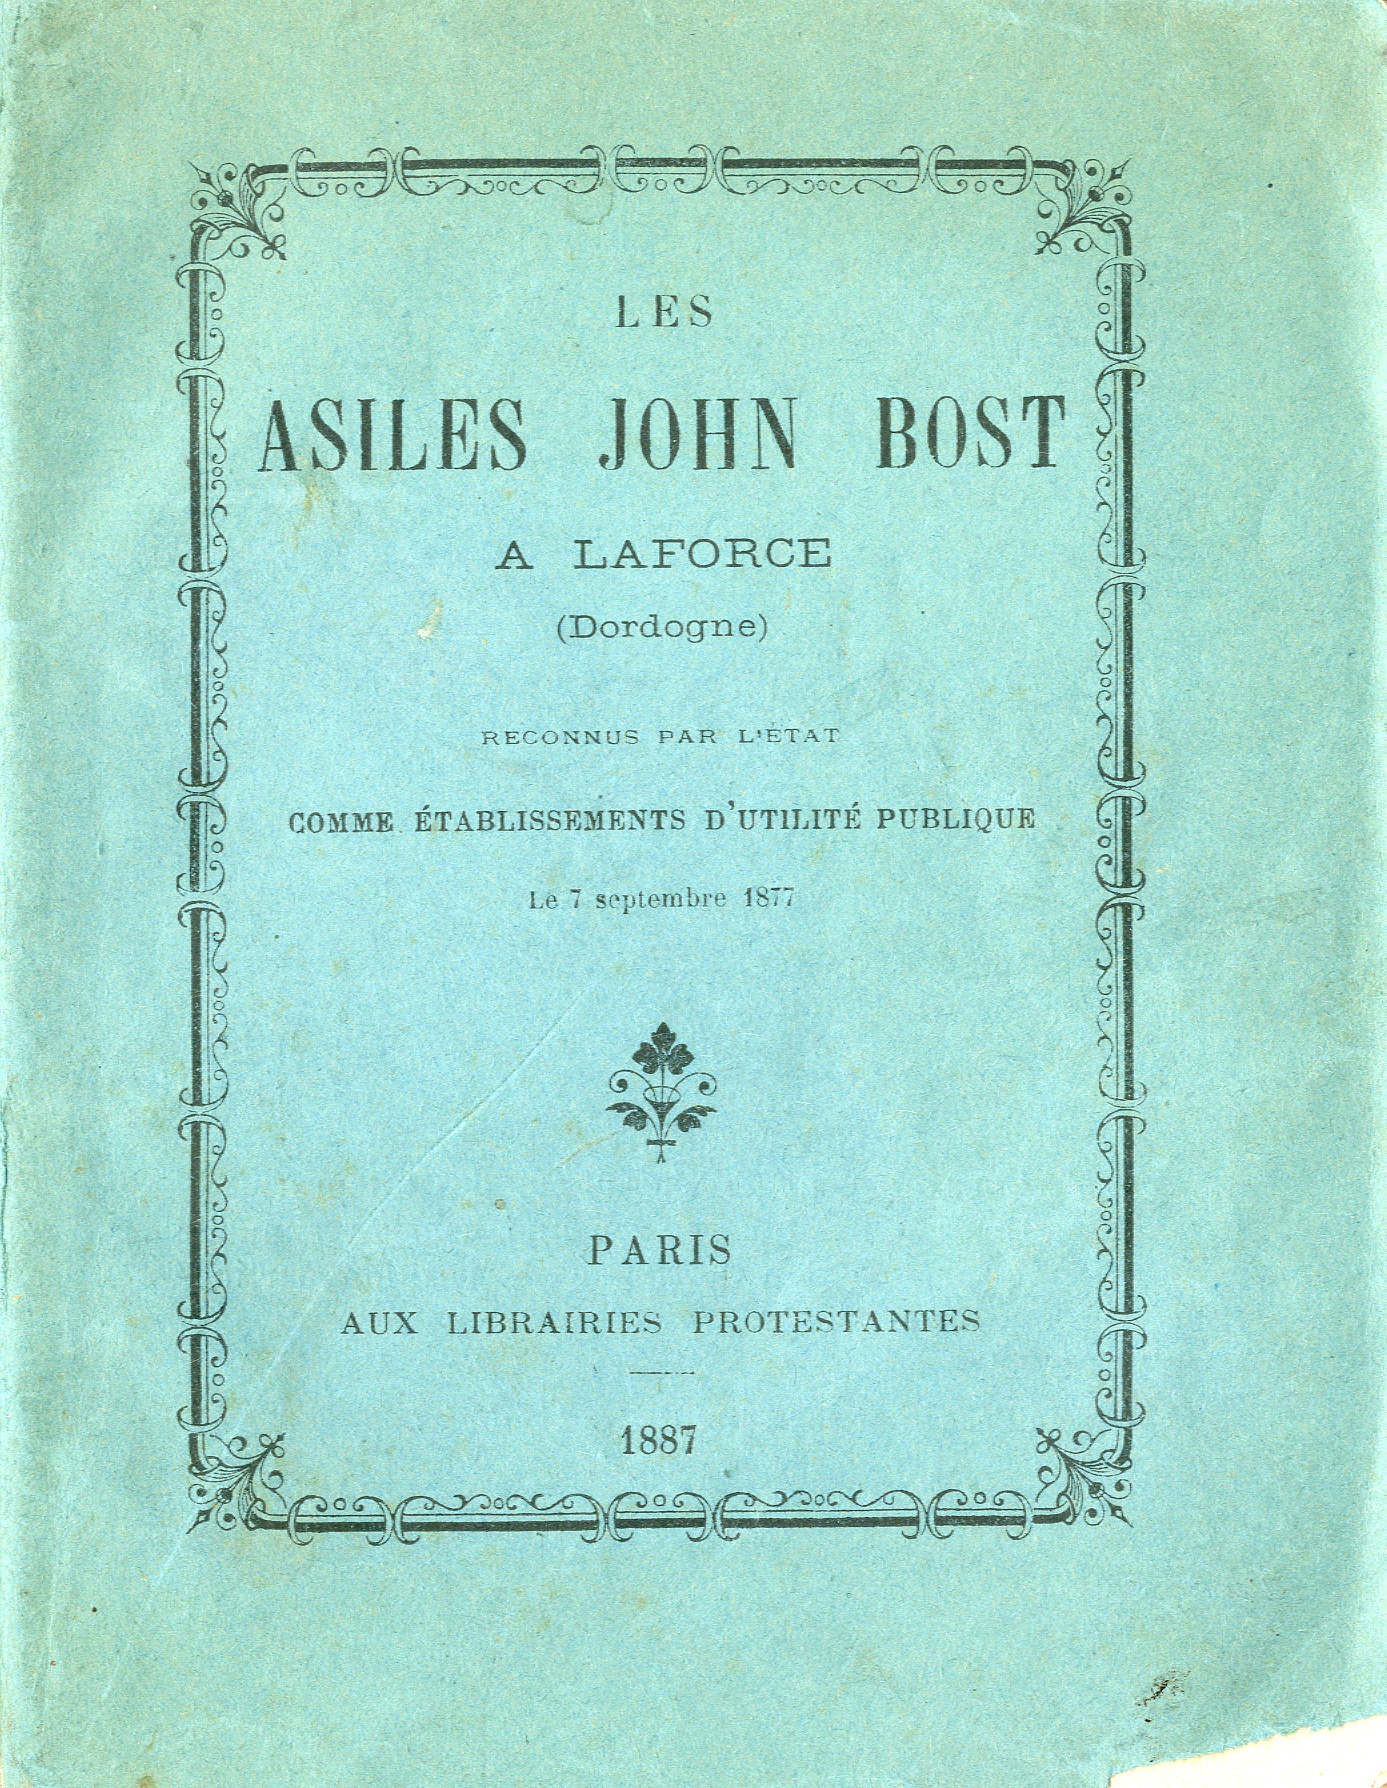 LES
ASILES JOHN BOST
A LAFORCE
(Dordogne)
RECONNUS PAR L'ÉTAT
COMME ÉTABLISSEMENTS D'UTILITÉ PUBLIQUE
Le 7 septembre 1877
PARIS
AUX LIBRAIRIES PROTESTANTES
1887